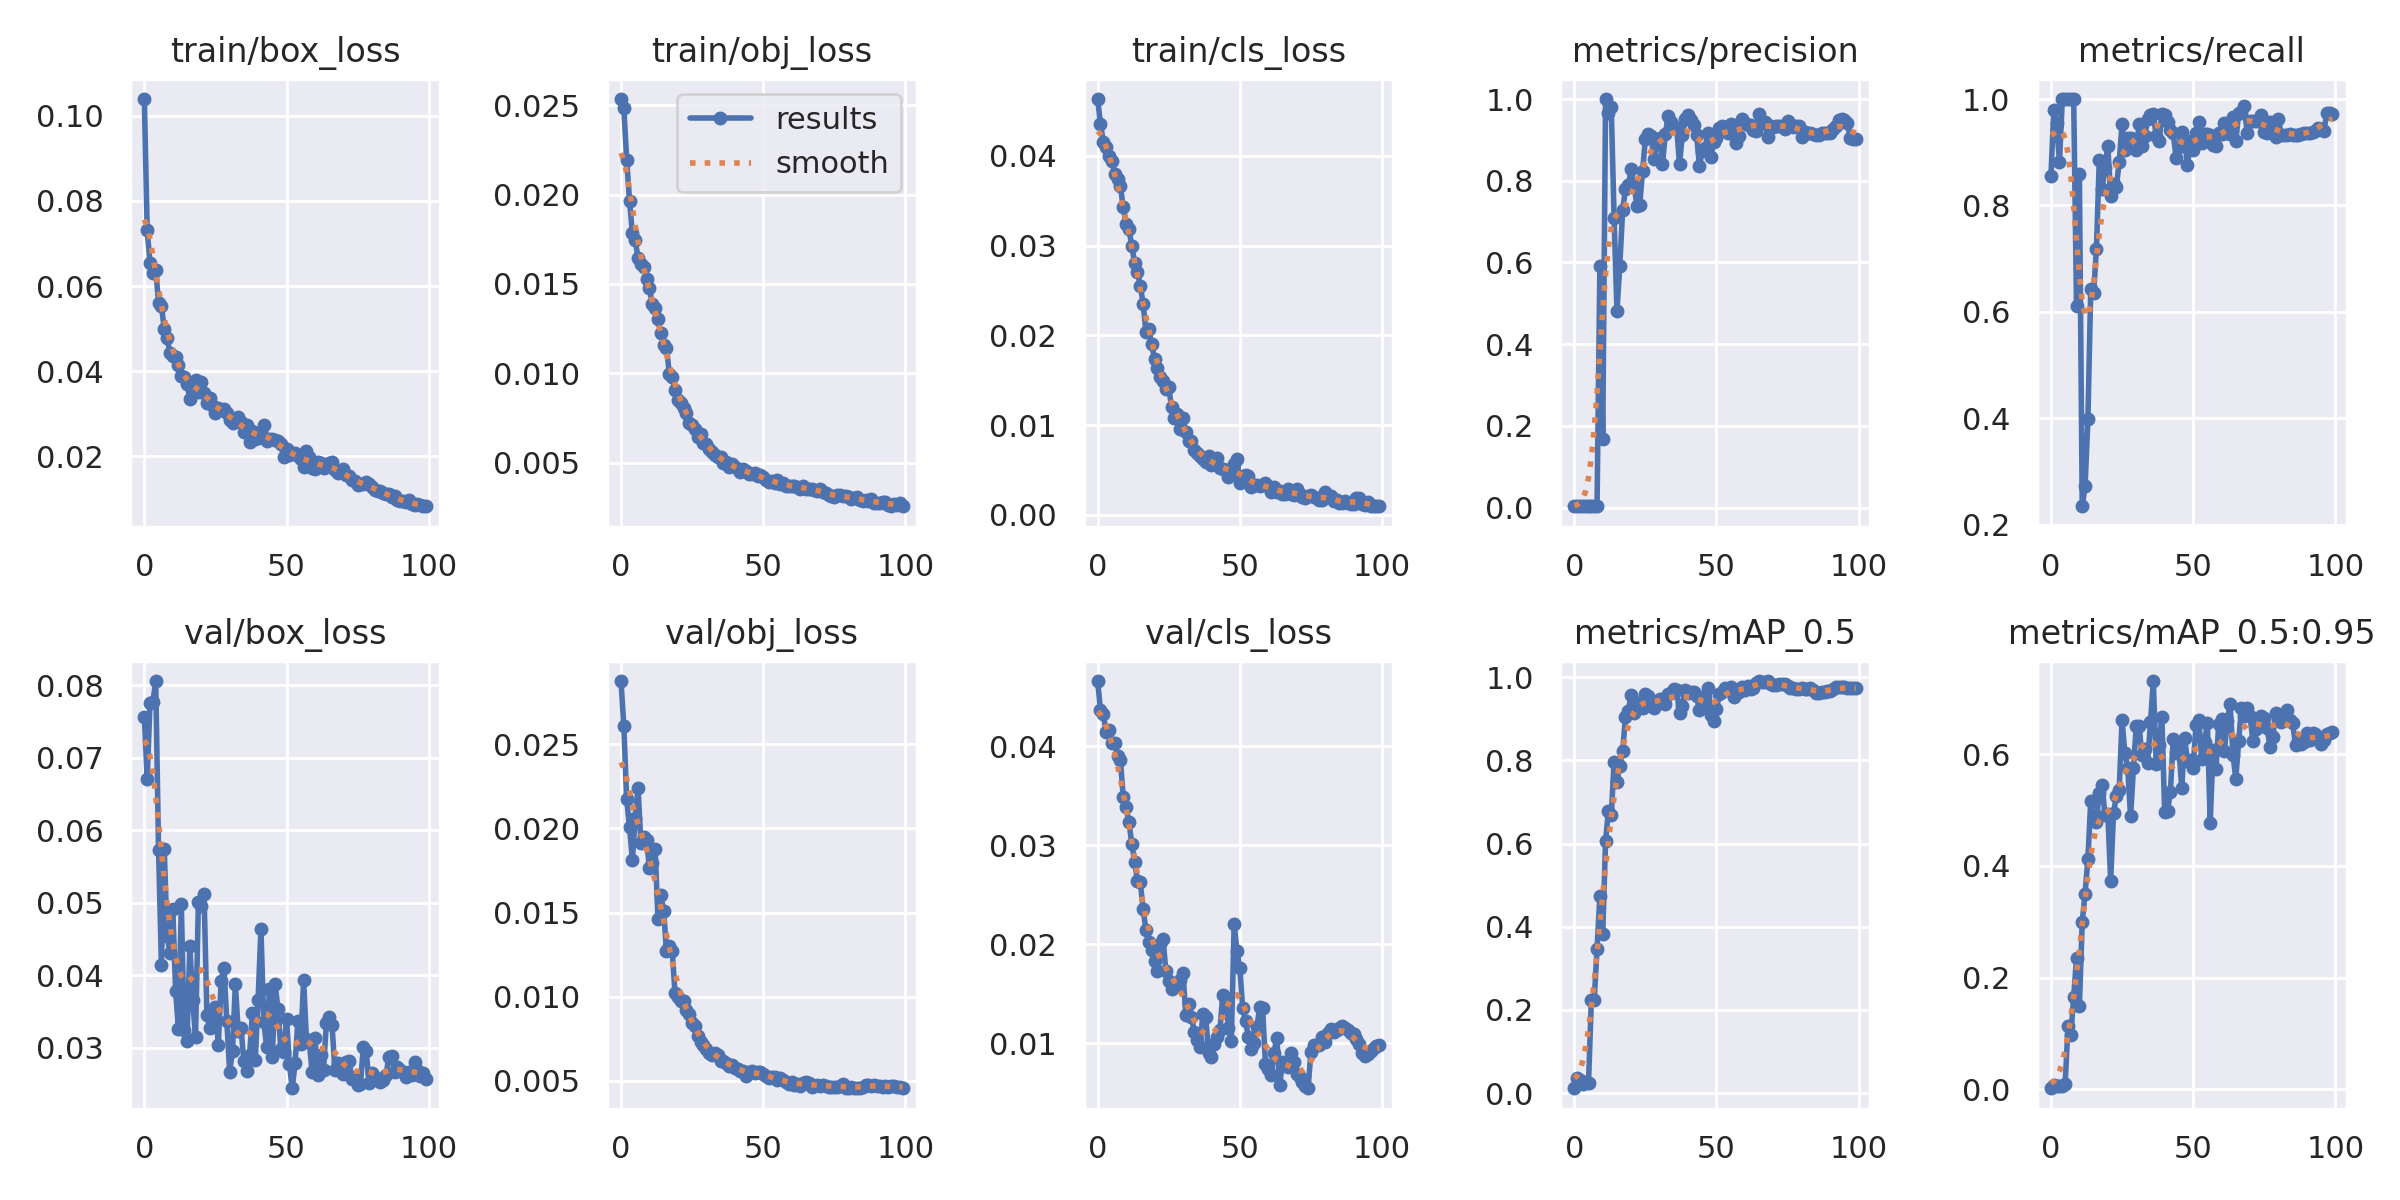 train/box_loss
0.10
0.08
0.06
0.04
0.02
0 50 100
train/obj_loss
results
smooth
0.025
0.020
0.015
0.010
0.005
0 50 100
train/cls_loss
0.04
0.03
0.02
0.01
0.00
0 50 100
metrics/precision
1.0
0.8
0.6
0.4
0.2
0.0
0 50 100
metrics/recall
1.0
0.8
0.6
0.4
0.2
0 50 100
val/box_loss
0.08
0.07
0.06
0.05
0.04
0.03
0 50 100
val/obj_loss
0.025
0.020
0.015
0.010
0.005
0 50 100
val/cls_loss
0.04
0.03
0.02
0.01
0 50 100
metrics/mAP_0.5
1.0
0.8
0.6
0.4
0.2
0.0
0 50 100
metrics/mAP_0.5:0.95
0.6
0.4
0.2
0.0
0 50 100